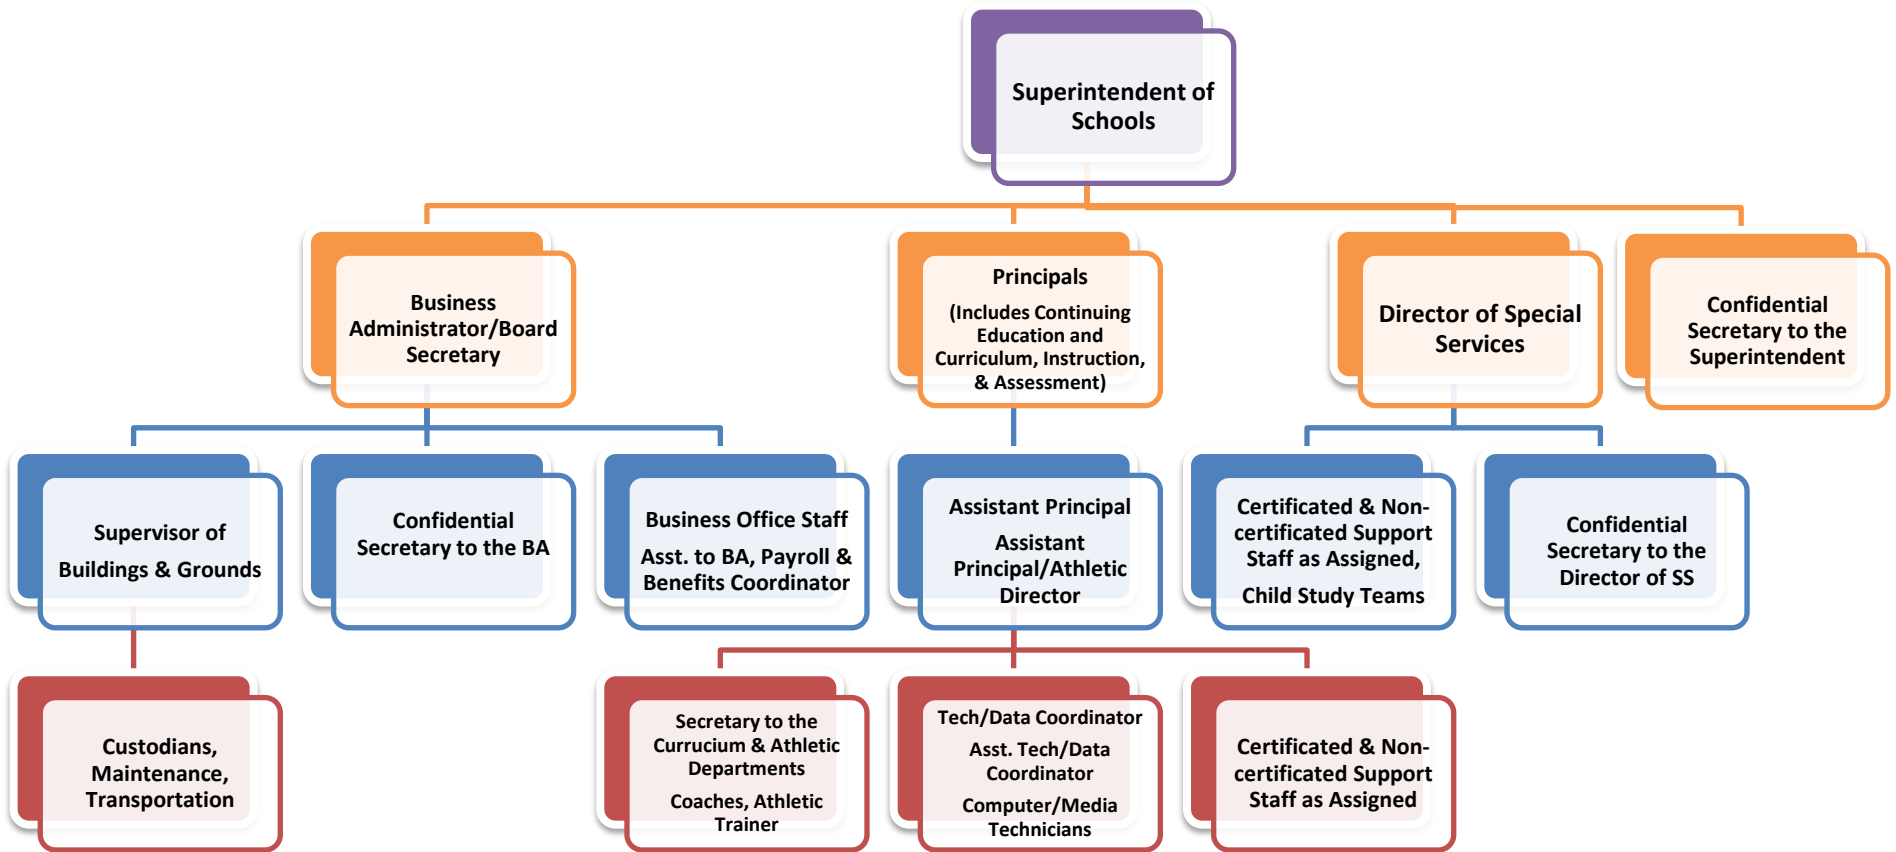 Superintendent of
Schools
Business
Administrator/Board
Secretary
Principals
(Includes Continuing
Education and
Curriculum, Instruction,
& Assessment)
Director of Special
Services
Confidential
Secretary to the
Superintendent
Supervisor of
Buildings & Grounds
Confidential
Secretary to the BA
Business Office Staff
Asst. to BA, Payroll &
Benefits Coordinator
Assistant Principal
Assistant
Principal/Athletic
Director
Certificated & Non-
certificated Support
Staff as Assigned,
Child Study Teams
Confidential
Secretary to the
Director of SS
Custodians,
Maintenance,
Transportation
Secretary to the
Currucium & Athletic
Departments
Coaches, Athletic
Trainer
Tech/Data Coordinator
Asst. Tech/Data
Coordinator
Computer/Media
Technicians
Certificated & Non-
certificated Support
Staff as Assigned